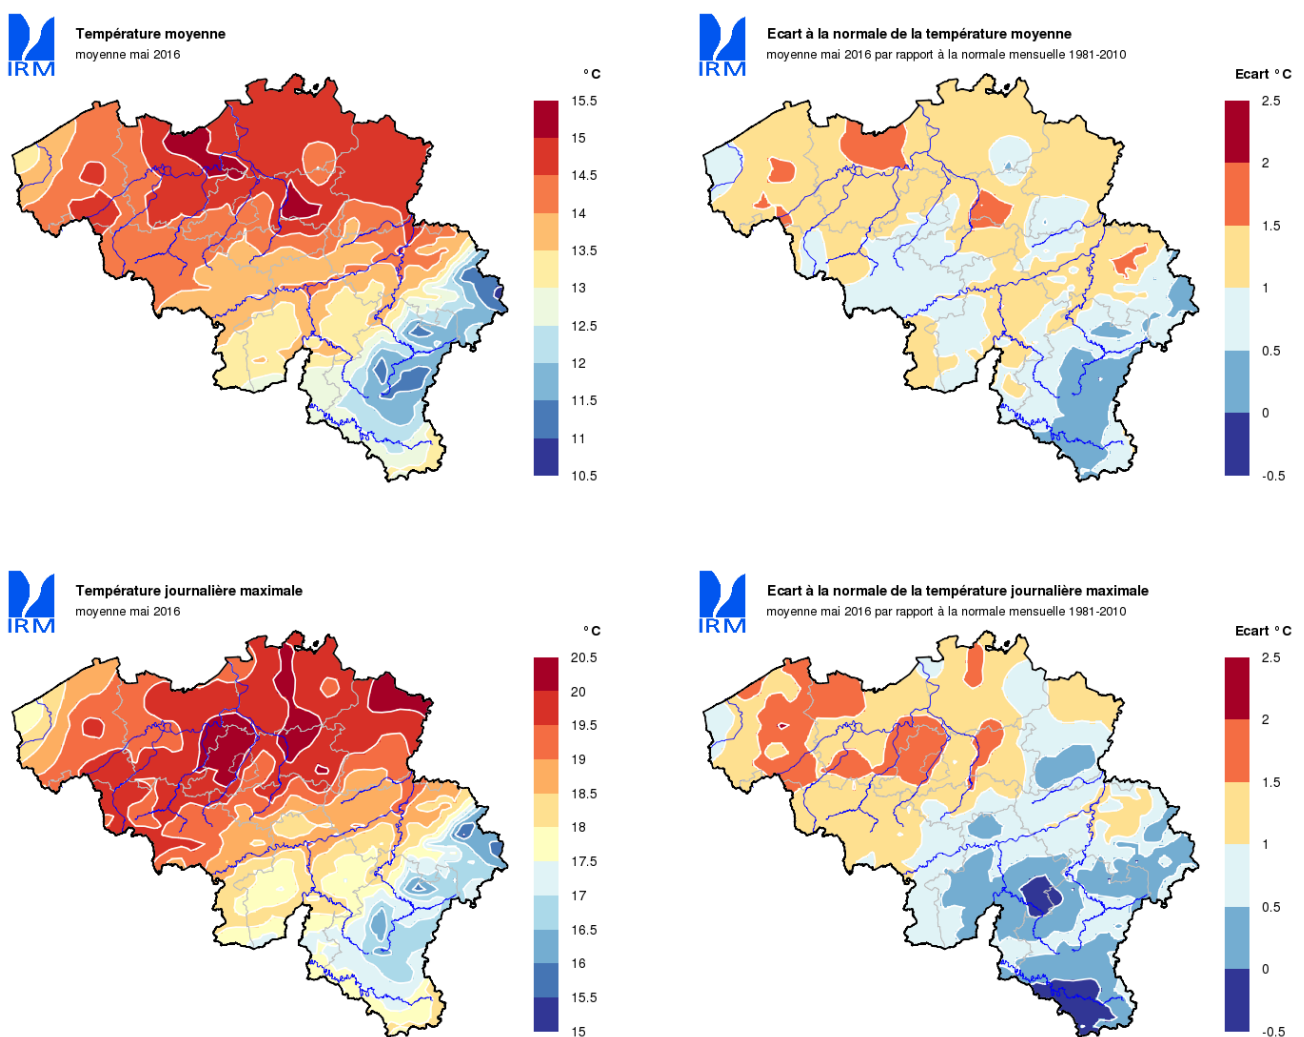 IRM
Température moyenne
moyenne mai 2016
°C
15.5
15
14.5
14
13.5
13
12.5
12
11.5
11
10.5
IRM
Ecart à la normale de la température moyenne
moyenne mai 2016 par rapport à la normale mensuelle 1981-2010
Ecart °C
2.5
2
1.5
1
0.5
0
-0.5
IRM
Température journalière maximale
moyenne mai 2016
°C
20.5
20
19.5
19
18.5
18
17.5
17
16.5
16
15.5
15
IRM
Ecart à la normale de la température journalière maximale
moyenne mai 2016 par rapport à la normale mensuelle 1981-2010
Ecart °C
2.5
2
1.5
1
0.5
0
-0.5